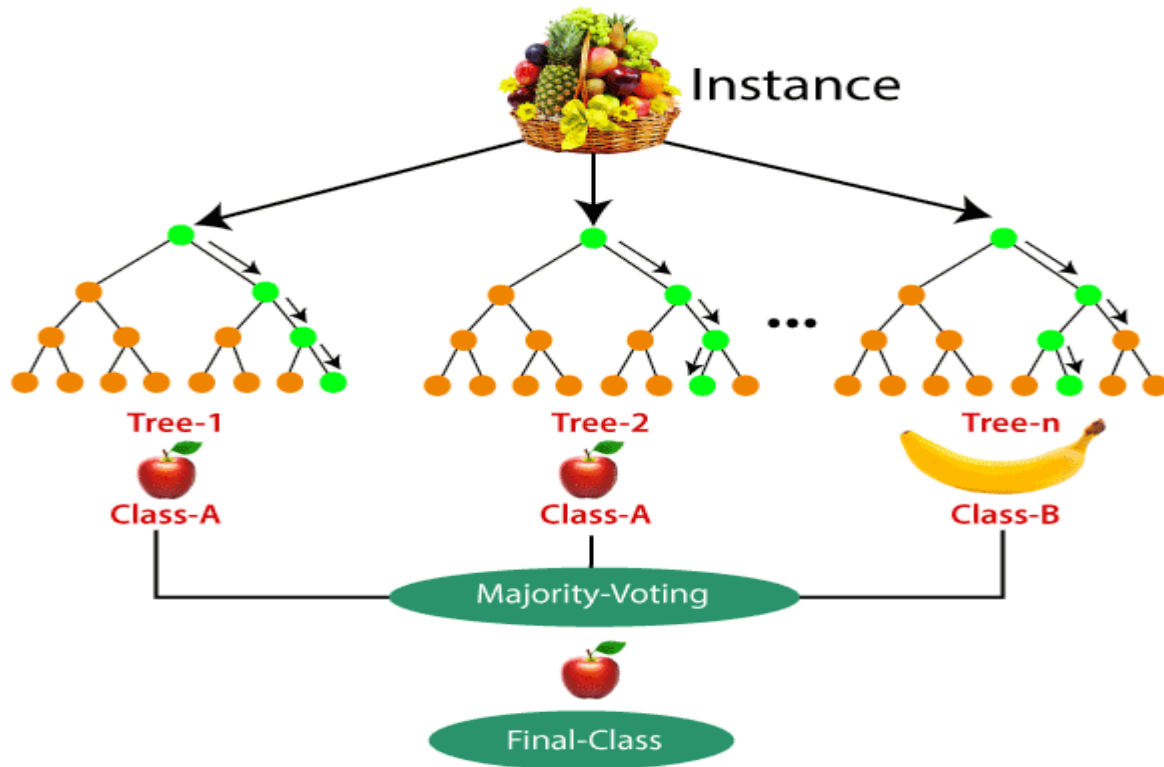 Instance
...
Tree-1
Tree-2
Tree-n
Class-A
Class-A
Class-B
Majority-Voting
Final-Class